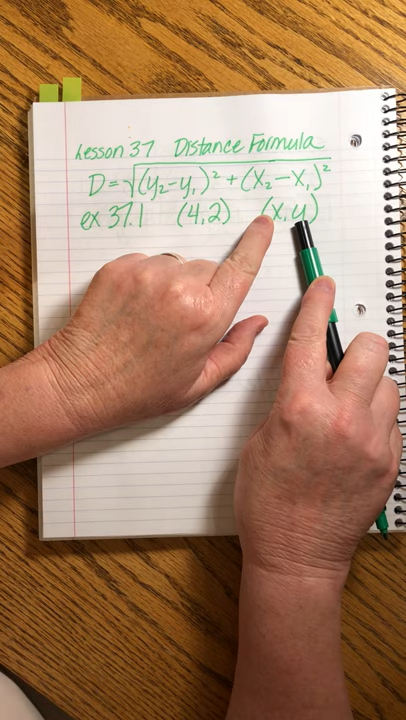 Lesson 37 Distance Formula
D = √(y₂-y₁)² + (x₂-x₁)²
ex 37.1 (4,2) (x,y)